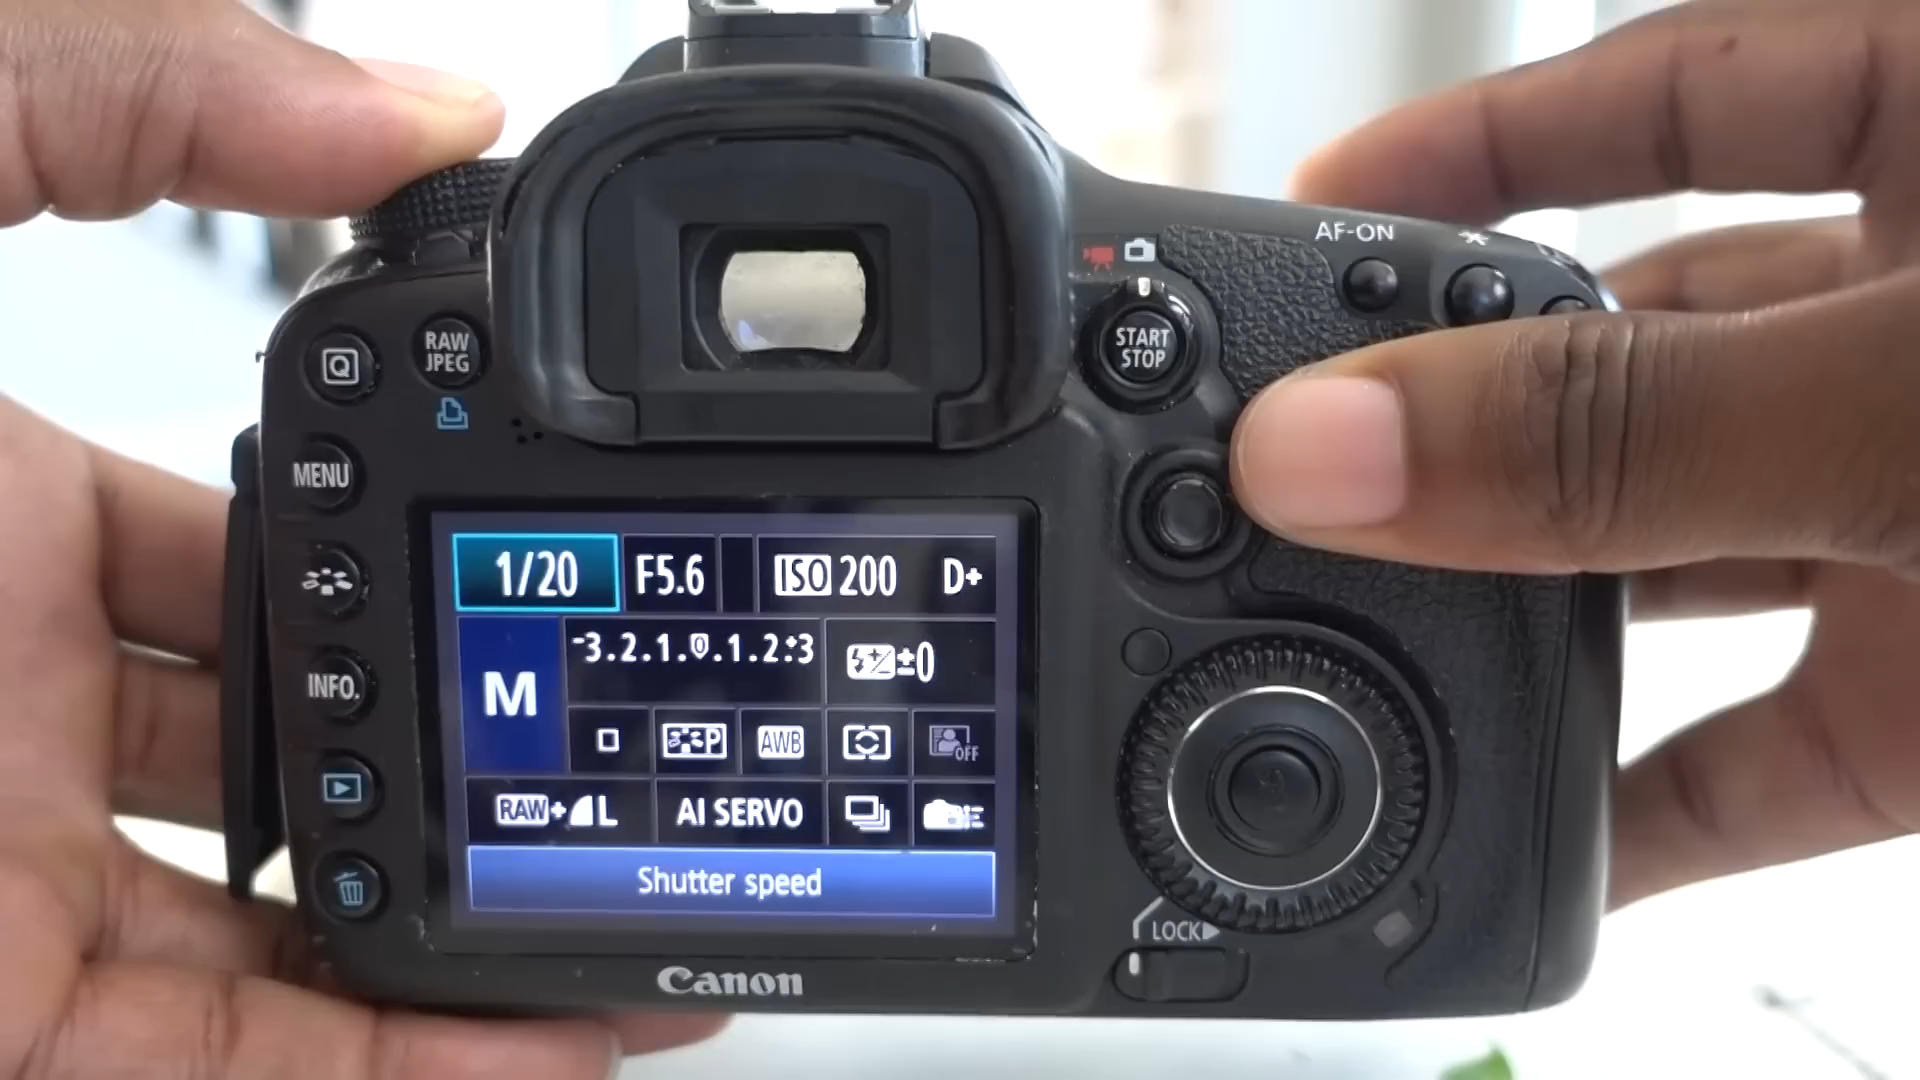 AF-ON
RAW
JPEG
START
STOP
Q
MENU
INFO.
1/20 F5.6 ISO 200 D+
M
-3.2.1.0.1.2.+3
±0
P AWB OFF
RAW+L AI SERVO
Shutter speed
LOCK
Canon